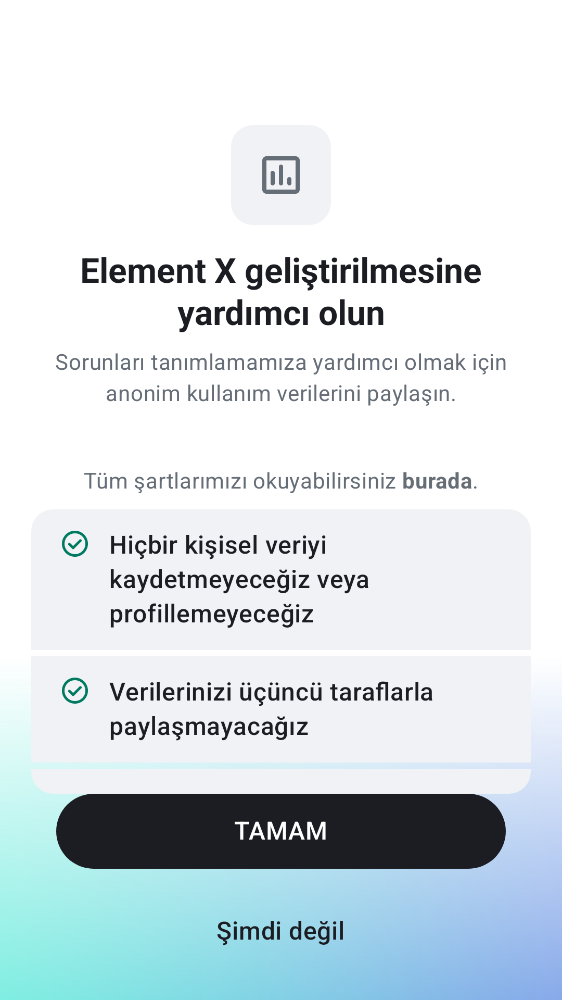 Element X geliştirilmesine
yardımcı olun
Sorunları tanımlamamıza yardımcı olmak için
anonim kullanım verilerini paylaşın.
Tüm şartlarımızı okuyabilirsiniz burada.
Hiçbir kişisel veriyi
kaydetmeyeceğiz veya
profillemeyeceğiz
Verilerinizi üçüncü taraflarla
paylaşmayacağız
TAMAM
Şimdi değil